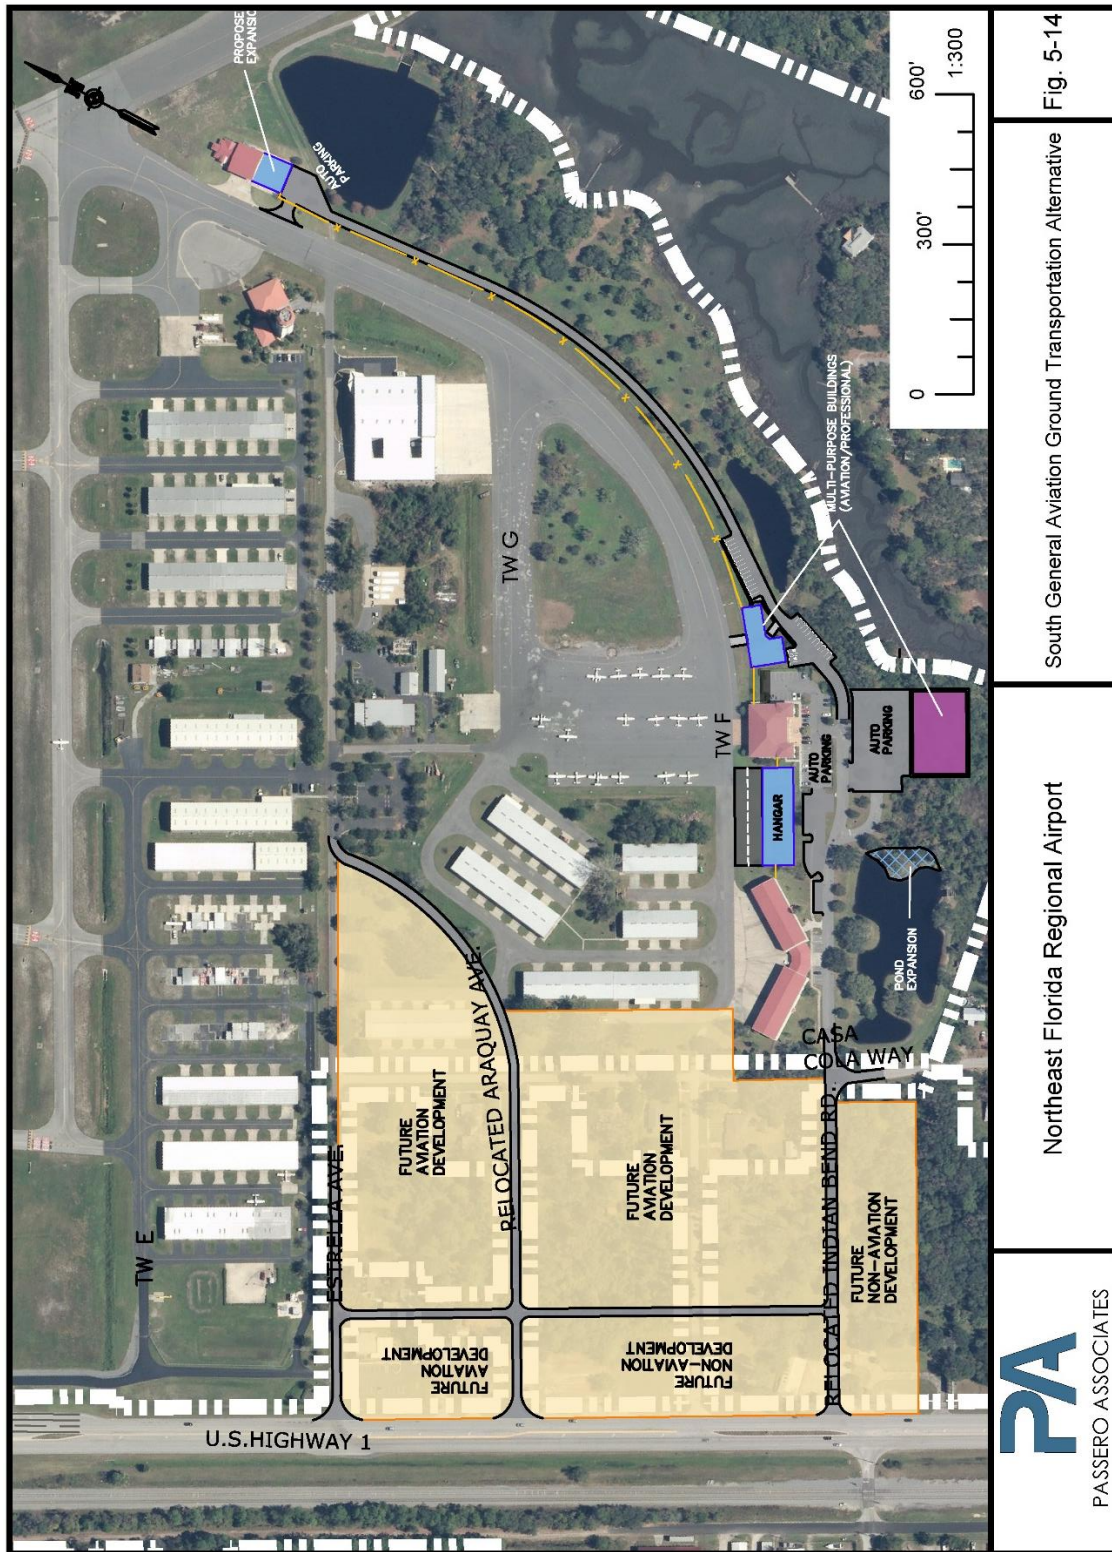 PROPOSE
EXPANSIO
AUTO
PARKING
TW G
TW F
TW E
MULTI-PURPOSE BUILDINGS
(AVIATION/PROFESSIONAL)
AUTO
PARKING
AUTO
PARKING
HANGAR
POND
EXPANSION
CASA
COLA WAY
ESTRELLA AVE.
RELOCATED ARAQUAY AVE.
RELOCATED INDIAN BEND RD.
FUTURE
AVIATION
DEVELOPMENT
FUTURE
AVIATION
DEVELOPMENT
FUTURE
NON-AVIATION
DEVELOPMENT
FUTURE
AVIATION
DEVELOPMENT
FUTURE
NON-AVIATION
DEVELOPMENT
U.S.HIGHWAY 1
0 300' 600'
1:300
PA
PASSERO ASSOCIATES
Northeast Florida Regional Airport
South General Aviation Ground Transportation Alternative
Fig. 5-14